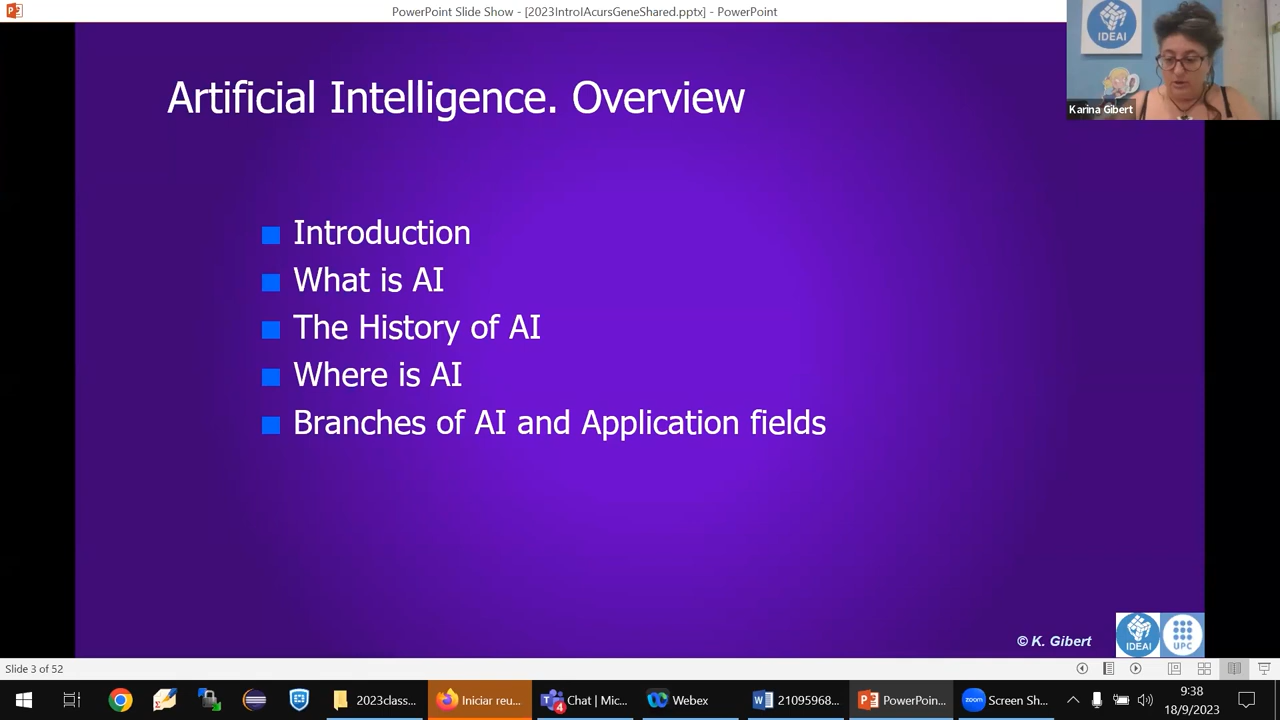 PowerPoint Slide Show - [2023IntroIAcursGeneShared.pptx] - PowerPoint
IDEAI
Karina Gibert
Artificial Intelligence. Overview
Introduction
What is AI
The History of AI
Where is AI
Branches of AI and Application fields
© K. Gibert
IDEAI
UPC
Slide 3 of 52
2023class...
Iniciar reu...
4
Chat | Mic...
Webex
21095968...
PowerPoin...
zoom
Screen Sh...
9:38
18/9/2023